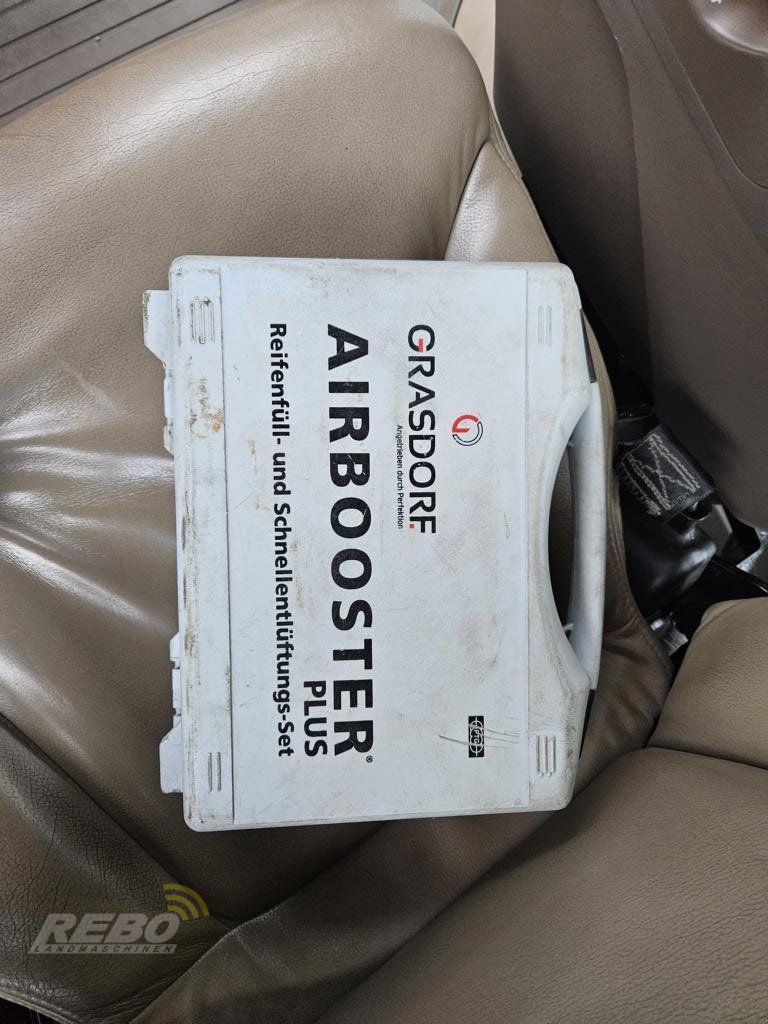 GRASDORF
Angetrieben durch Perfektion
AIRBOOSTER®
PLUS
Reifenfüll- und Schnellentlüftungs-Set
REBO
LANDMASCHINEN